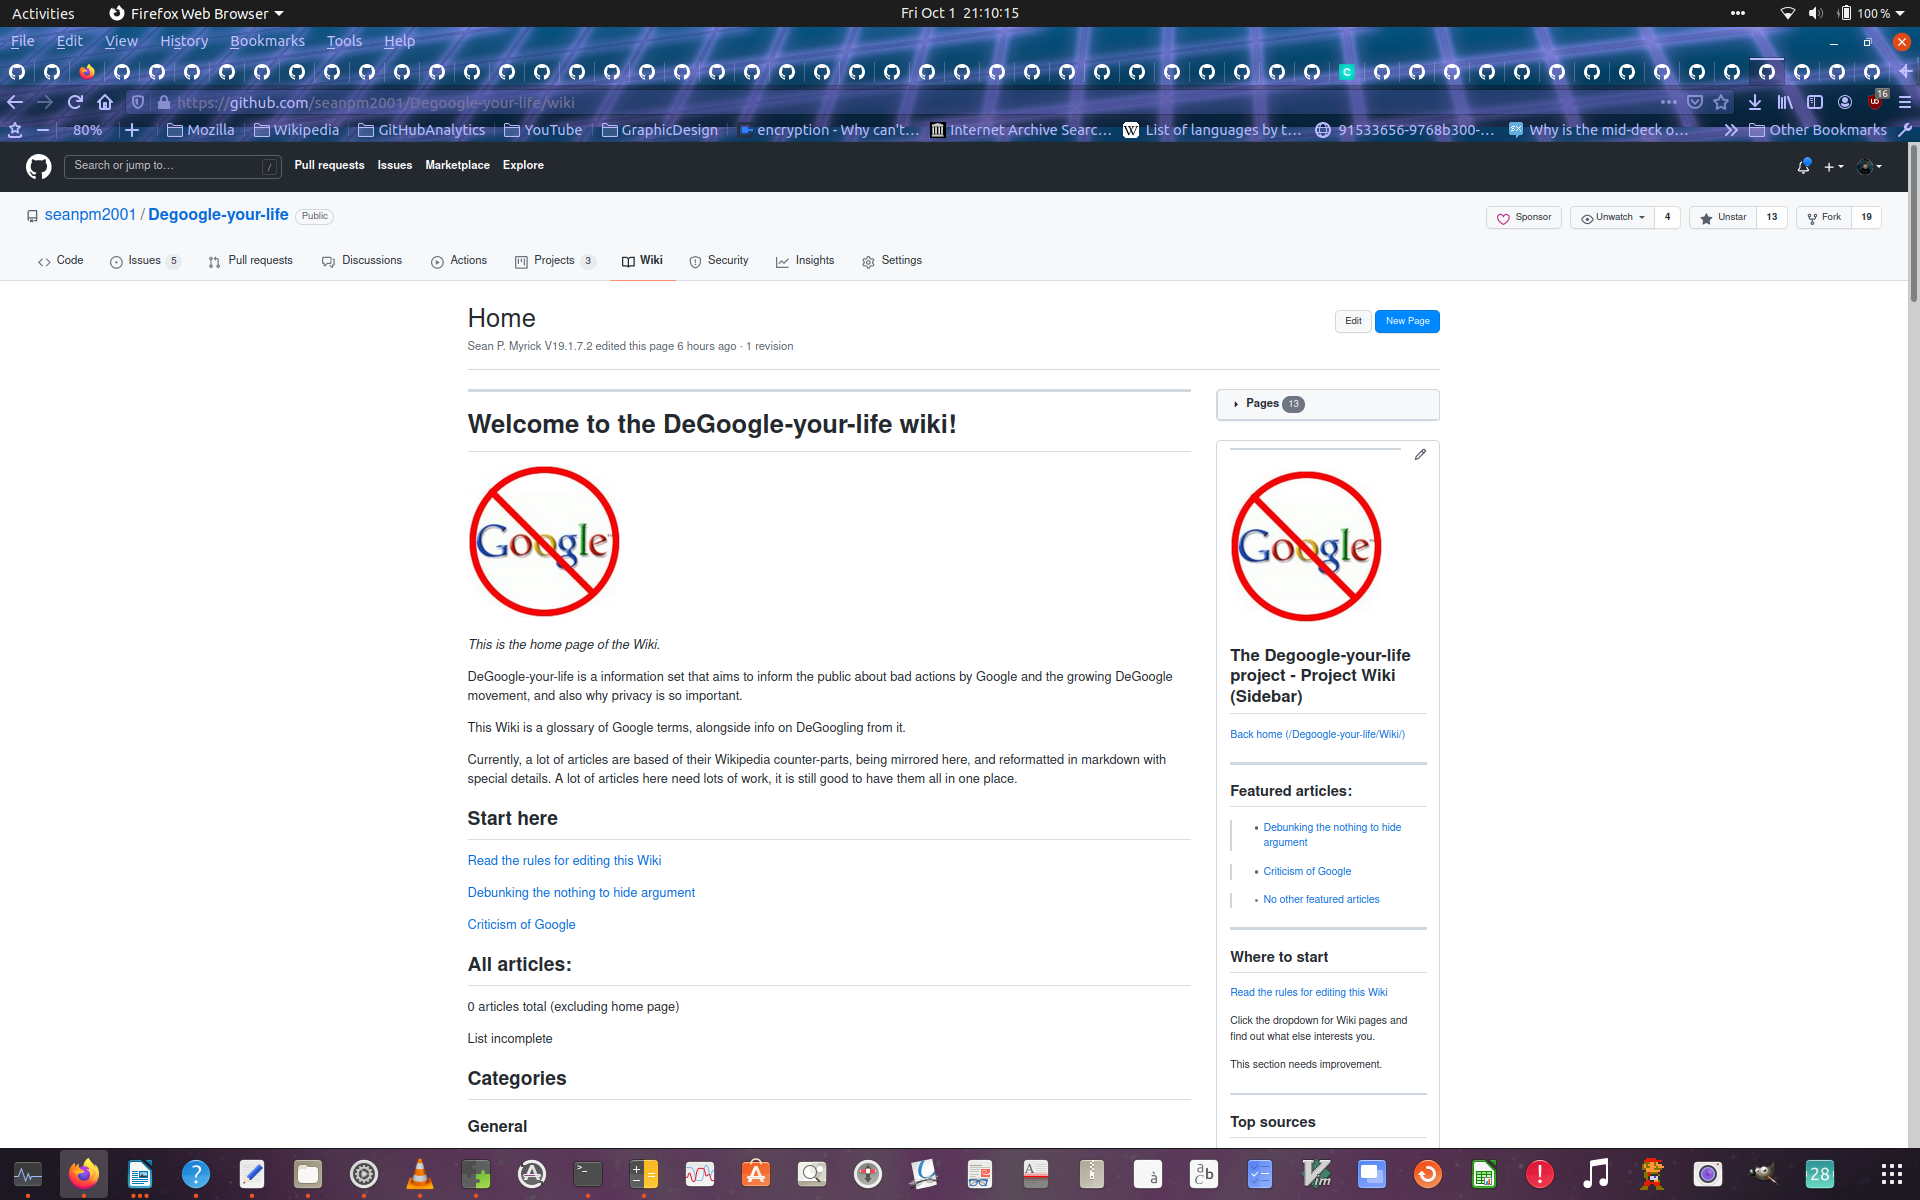 Activities Firefox Web Browser Fri Oct 1 21:10:15 100 %
File Edit View History Bookmarks Tools Help
https://github.com/seanpm2001/Degoogle-your-life/wiki 16
80% Mozilla Wikipedia GitHubAnalytics YouTube GraphicDesign encryption - Why can't… Internet Archive Searc… List of languages by t… 91533656-9768b300-… Why is the mid-deck o… Other Bookmarks
Search or jump to… / Pull requests Issues Marketplace Explore
seanpm2001 / Degoogle-your-life Public Sponsor Unwatch 4 Unstar 13 Fork 19
Code Issues 5 Pull requests Discussions Actions Projects 3 Wiki Security Insights Settings
Home
Edit New Page
Sean P. Myrick V19.1.7.2 edited this page 6 hours ago · 1 revision
Welcome to the DeGoogle-your-life wiki!
Google
This is the home page of the Wiki.
DeGoogle-your-life is a information set that aims to inform the public about bad actions by Google and the growing DeGoogle
movement, and also why privacy is so important.
This Wiki is a glossary of Google terms, alongside info on DeGoogling from it.
Currently, a lot of articles are based of their Wikipedia counter-parts, being mirrored here, and reformatted in markdown with
special details. A lot of articles here need lots of work, it is still good to have them all in one place.
Start here
Read the rules for editing this Wiki
Debunking the nothing to hide argument
Criticism of Google
All articles:
0 articles total (excluding home page)
List incomplete
Categories
General
Pages 13
Google
The Degoogle-your-life
project - Project Wiki
(Sidebar)
Back home (/Degoogle-your-life/Wiki/)
Featured articles:
Debunking the nothing to hide
argument
Criticism of Google
No other featured articles
Where to start
Read the rules for editing this Wiki
Click the dropdown for Wiki pages and
find out what else interests you.
This section needs improvement.
Top sources
28